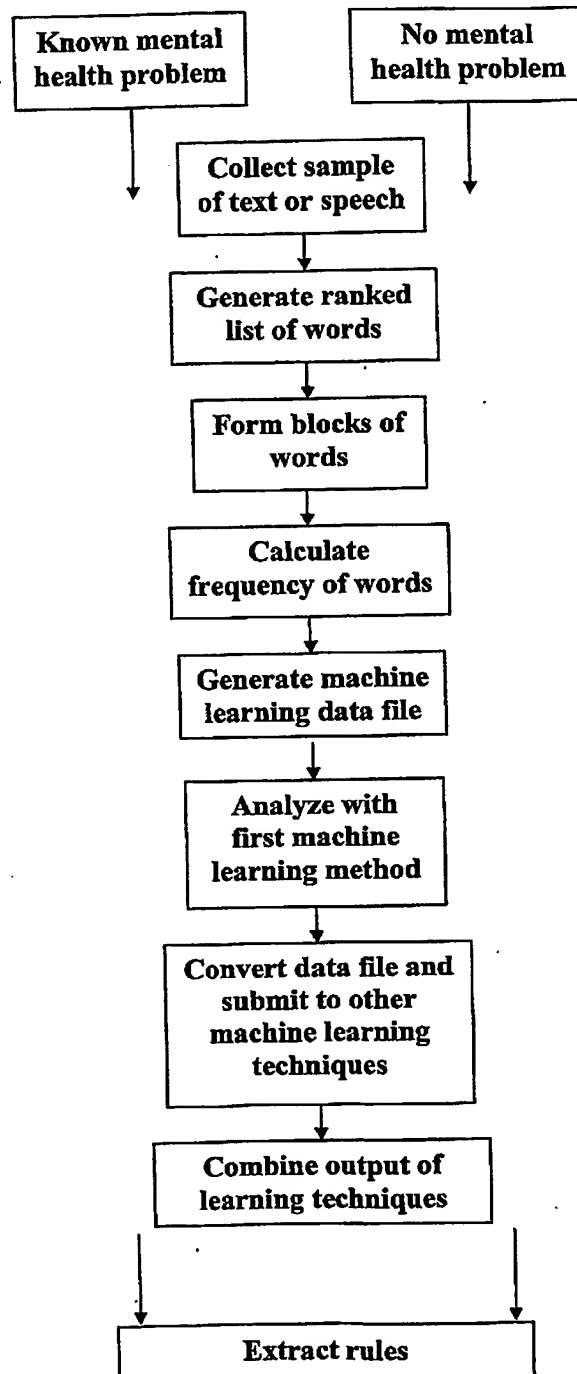 Known mental
health problem
No mental
health problem
Collect sample
of text or speech
Generate ranked
list of words
Form blocks of
words
Calculate
frequency of words
Generate machine
learning data file
Analyze with
first machine
learning method
Convert data file and
submit to other
machine learning
techniques
Combine output of
learning techniques
Extract rules